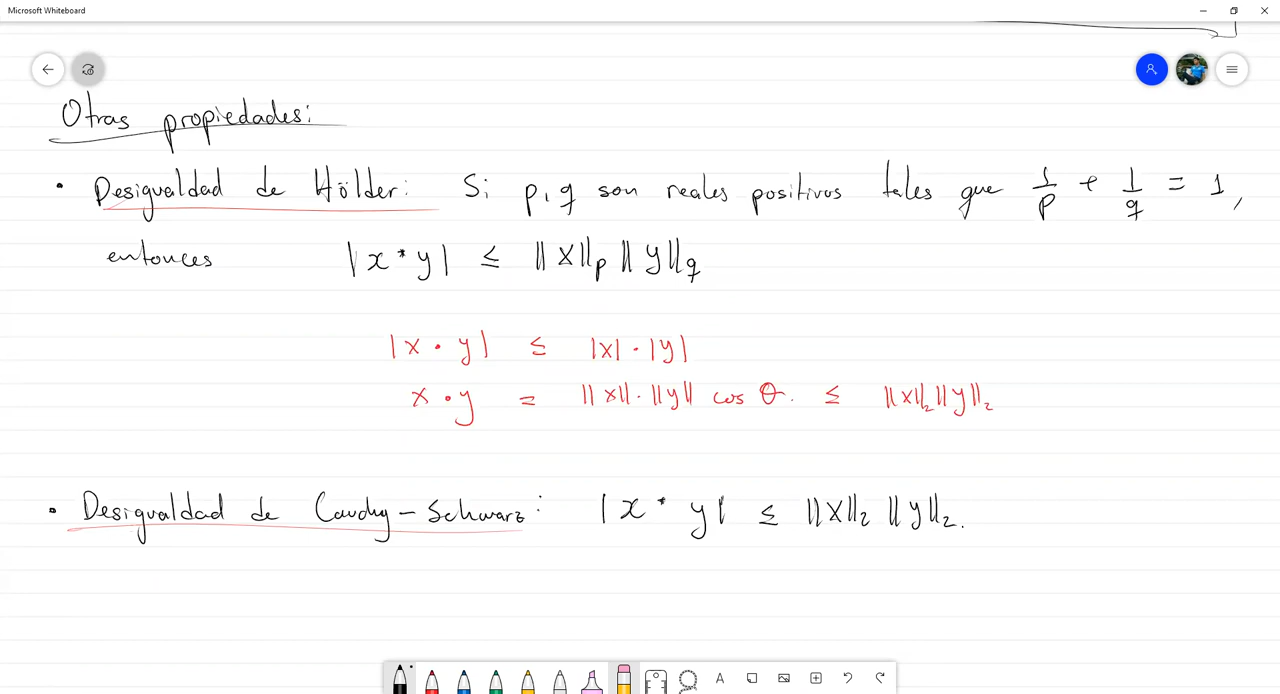 Microsoft Whiteboard
Otras propiedades:
• Desigualdad de Hölder: Si p, q son reales positivos tales que 1/p + 1/q = 1,
entonces |x* y| ≤ ||x||p ||y||q
|x · y| ≤ |x| · |y|
x · y = ||x|| · ||y|| cos θ. ≤ ||x||₂ ||y||₂
• Desigualdad de Cauchy – Schwarz: |x* y| ≤ ||x||₂ ||y||₂.
A